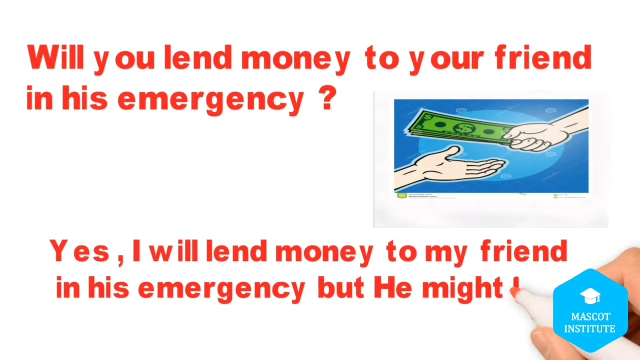 Will you lend money to your friend
in his emergency ?
Yes , I will lend money to my friend
in his emergency but He might
MASCOT
INSTITUTE